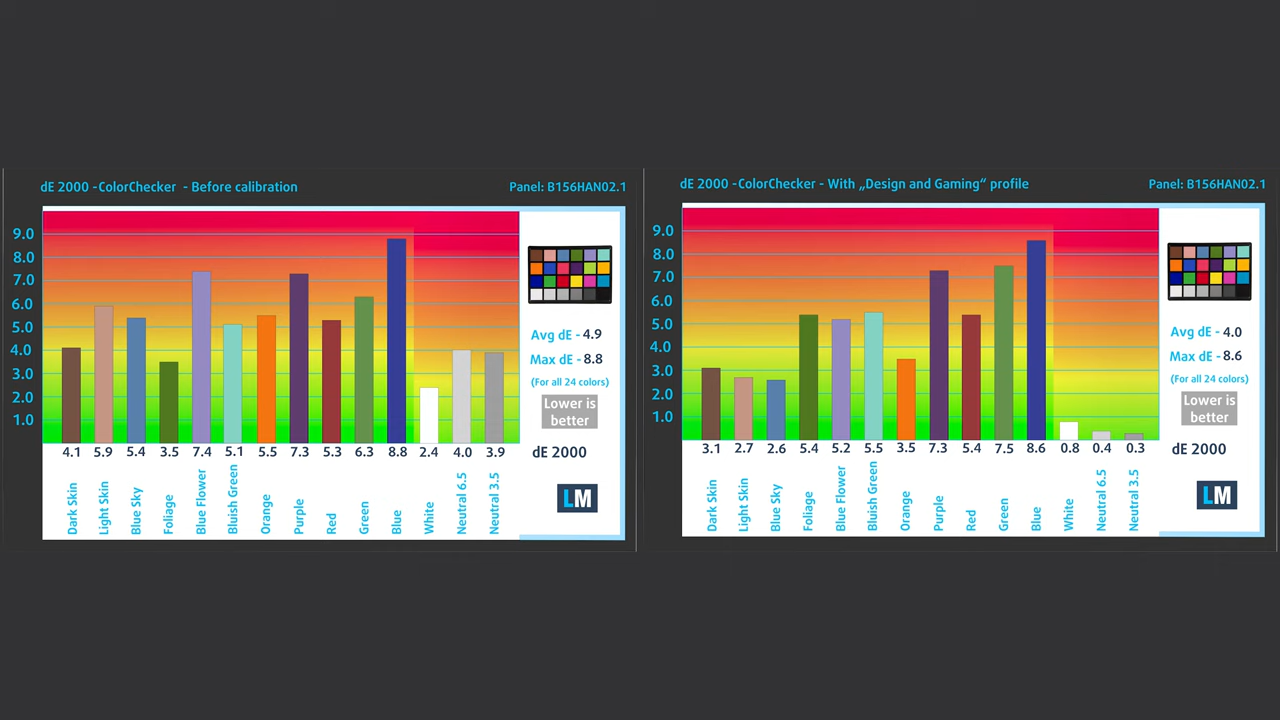 dE 2000 -ColorChecker - Before calibration
Panel: B156HAN02.1
9.0
8.0
7.0
6.0
5.0
4.0
3.0
2.0
1.0
Avg dE - 4.9
Max dE - 8.8
(For all 24 colors)
Lower is
better
4.1 5.9 5.4 3.5 7.4 5.1 5.5 7.3 5.3 6.3 8.8 2.4 4.0 3.9
dE 2000
Dark Skin
Light Skin
Blue Sky
Foliage
Blue Flower
Bluish Green
Orange
Purple
Red
Green
Blue
White
Neutral 6.5
Neutral 3.5
LM
dE 2000 -ColorChecker - With „Design and Gaming“ profile
Panel: B156HAN02.1
9.0
8.0
7.0
6.0
5.0
4.0
3.0
2.0
1.0
Avg dE - 4.0
Max dE - 8.6
(For all 24 colors)
Lower is
better
3.1 2.7 2.6 5.4 5.2 5.5 3.5 7.3 5.4 7.5 8.6 0.8 0.4 0.3
dE 2000
Dark Skin
Light Skin
Blue Sky
Foliage
Blue Flower
Bluish Green
Orange
Purple
Red
Green
Blue
White
Neutral 6.5
Neutral 3.5
LM